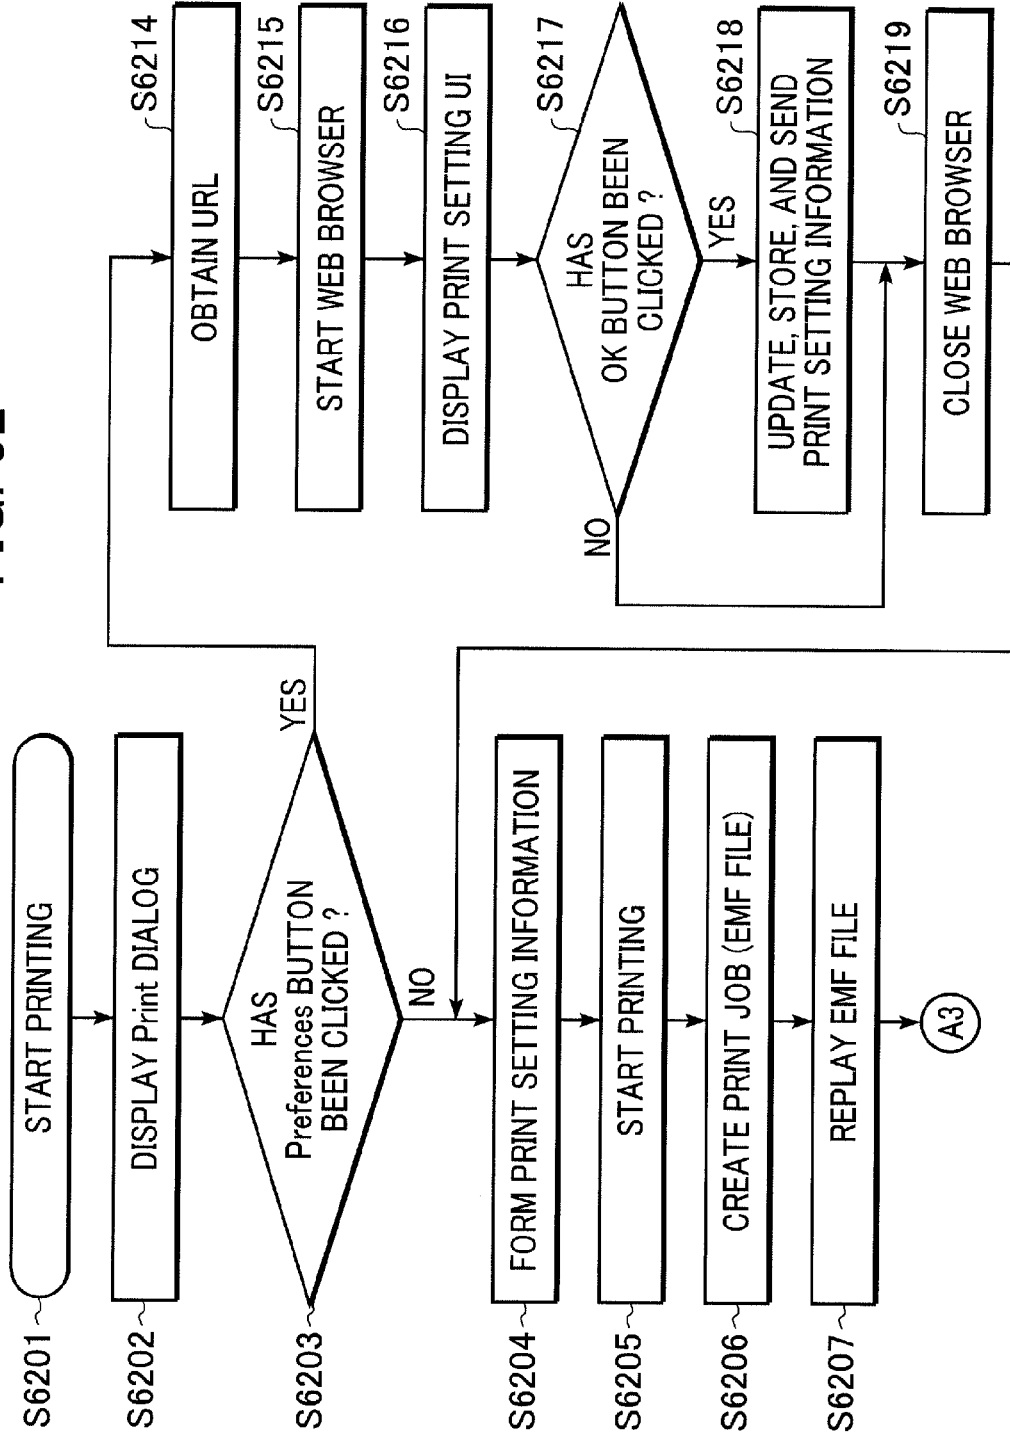 S6201
START PRINTING
S6202
DISPLAY Print DIALOG
S6203
HAS
Preferences BUTTON
BEEN CLICKED ?
YES
NO
S6204
FORM PRINT SETTING INFORMATION
S6205
START PRINTING
S6206
CREATE PRINT JOB (EMF FILE)
S6207
REPLAY EMF FILE
A3
S6214
OBTAIN URL
S6215
START WEB BROWSER
S6216
DISPLAY PRINT SETTING UI
S6217
HAS
OK BUTTON BEEN
CLICKED ?
NO
YES
S6218
UPDATE, STORE, AND SEND
PRINT SETTING INFORMATION
S6219
CLOSE WEB BROWSER